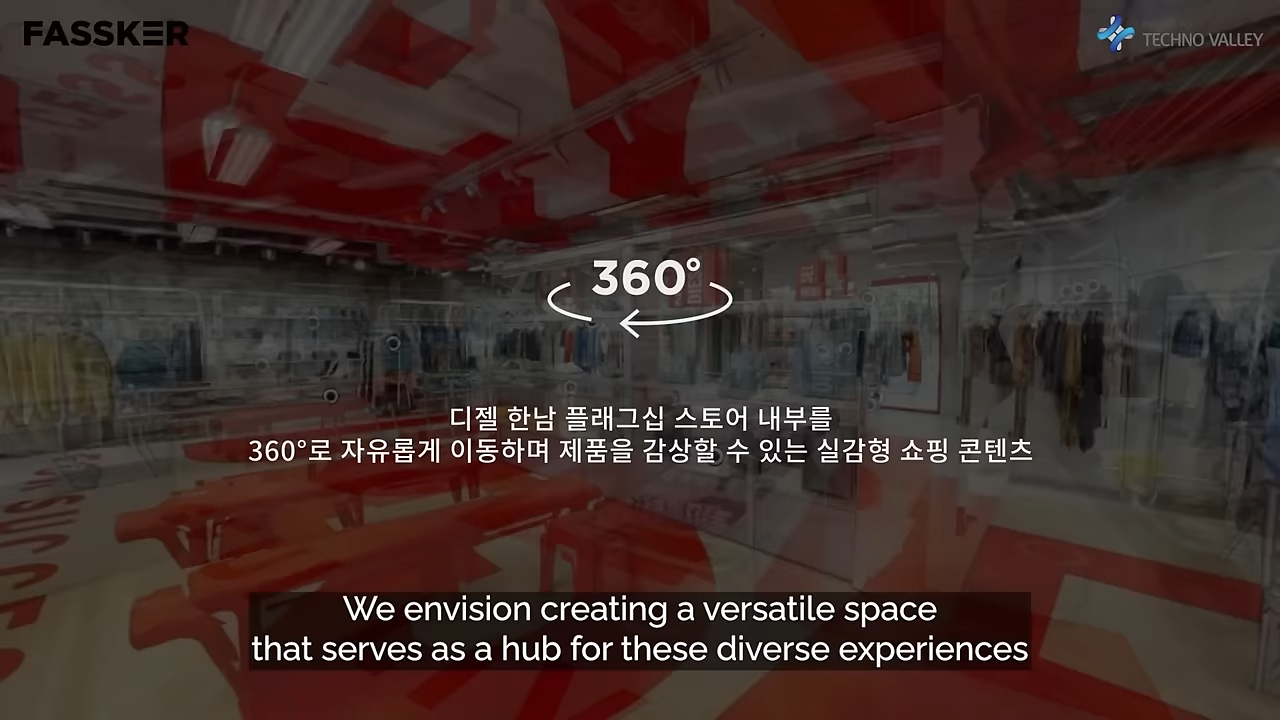 FASSKER
TECHNO VALLEY
360°
디젤 한남 플래그십 스토어 내부를
360°로 자유롭게 이동하며 제품을 감상할 수 있는 실감형 쇼핑 콘텐츠
We envision creating a versatile space
that serves as a hub for these diverse experiences